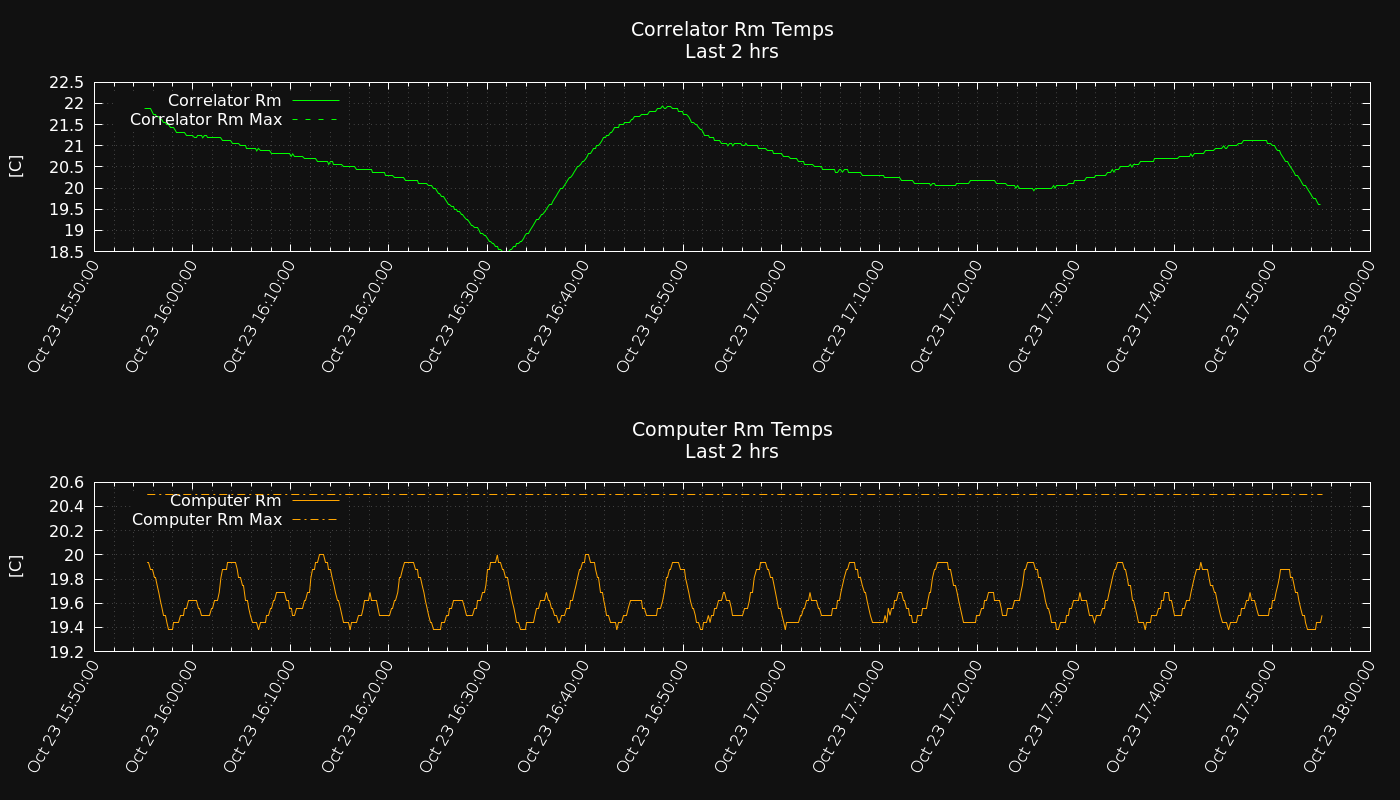 Correlator Rm Temps
Last 2 hrs
22.5
22
21.5
21
20.5
20
19.5
19
18.5
[C]
Correlator Rm
Correlator Rm Max
Oct 23 15:50:00
Oct 23 16:00:00
Oct 23 16:10:00
Oct 23 16:20:00
Oct 23 16:30:00
Oct 23 16:40:00
Oct 23 16:50:00
Oct 23 17:00:00
Oct 23 17:10:00
Oct 23 17:20:00
Oct 23 17:30:00
Oct 23 17:40:00
Oct 23 17:50:00
Oct 23 18:00:00
Computer Rm Temps
Last 2 hrs
20.6
20.4
20.2
20
19.8
19.6
19.4
19.2
[C]
Computer Rm
Computer Rm Max
Oct 23 15:50:00
Oct 23 16:00:00
Oct 23 16:10:00
Oct 23 16:20:00
Oct 23 16:30:00
Oct 23 16:40:00
Oct 23 16:50:00
Oct 23 17:00:00
Oct 23 17:10:00
Oct 23 17:20:00
Oct 23 17:30:00
Oct 23 17:40:00
Oct 23 17:50:00
Oct 23 18:00:00